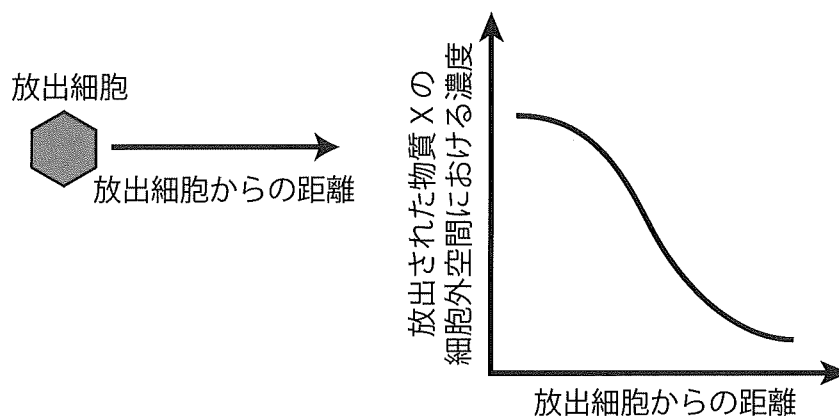 放出細胞
放出細胞からの距離
放出された物質Xの
細胞外空間における濃度
放出細胞からの距離